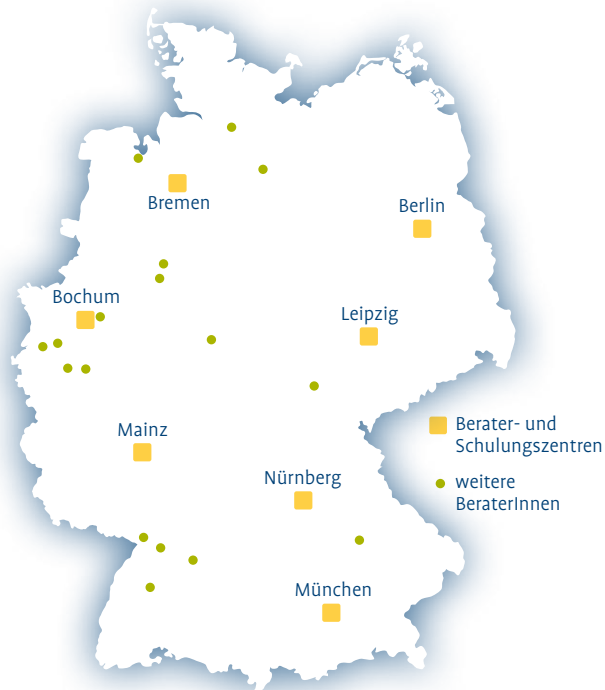 Bremen
Berlin
Bochum
Leipzig
Mainz
Berater- und
Schulungszentren
Nürnberg
weitere
BeraterInnen
München